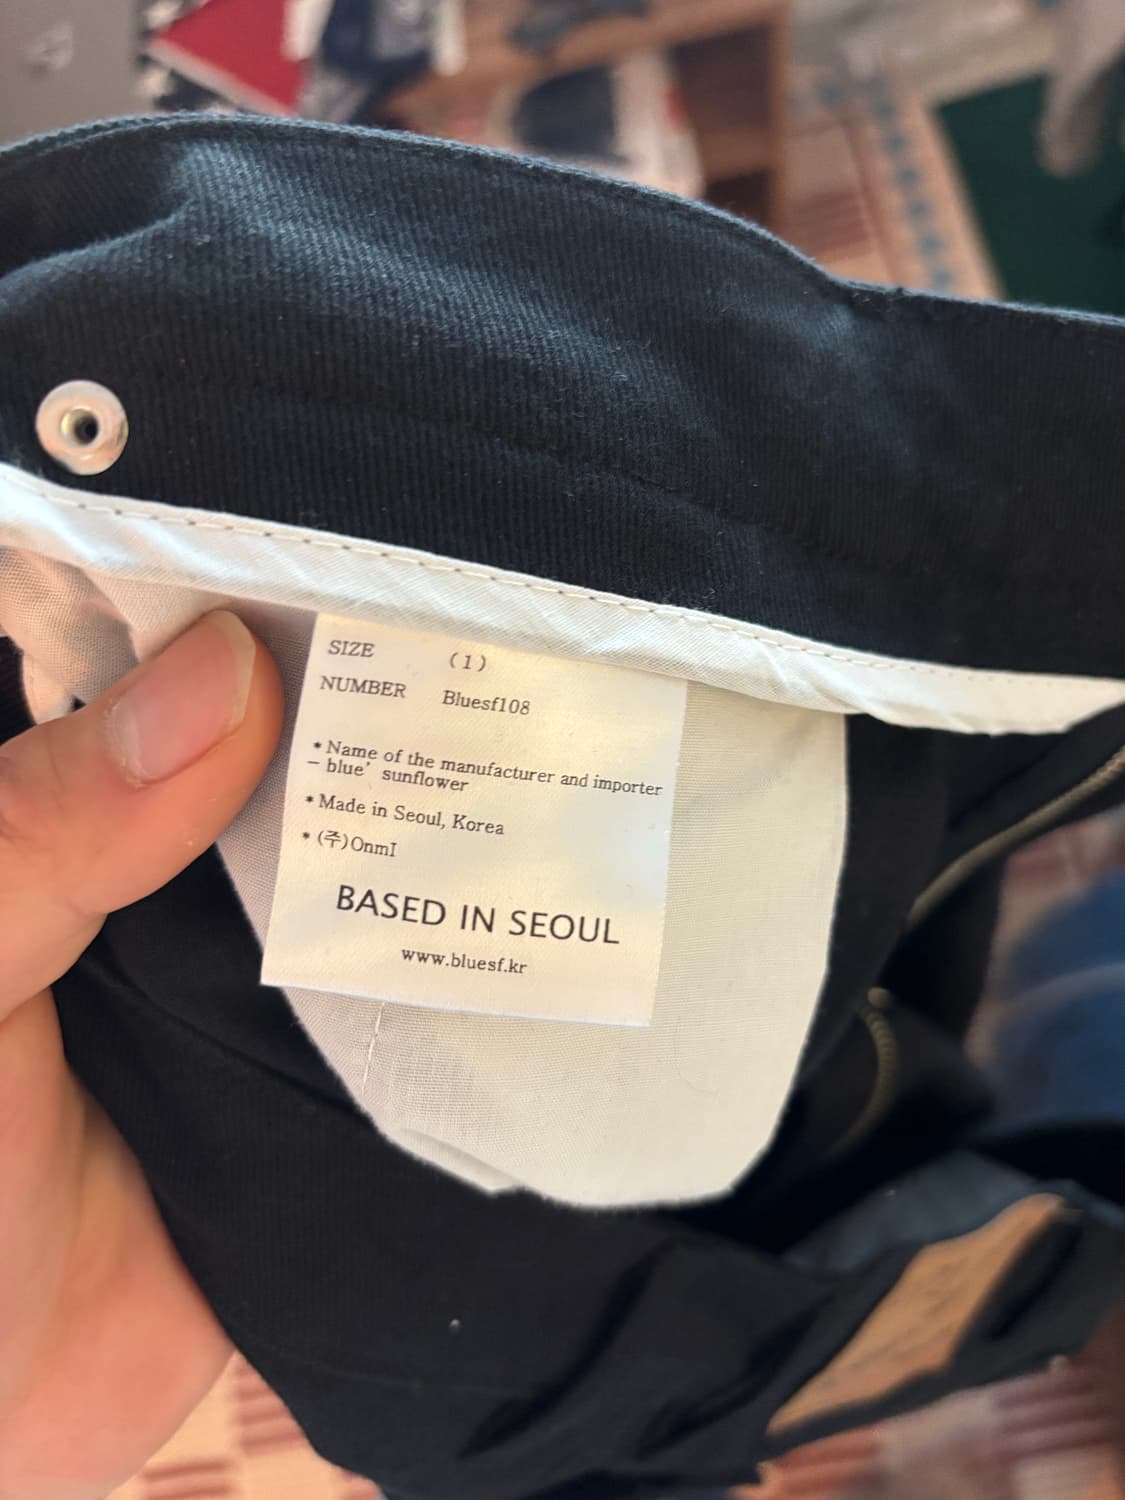 SIZE (1)
NUMBER Bluesf108
* Name of the manufacturer and importer
- blue' sunflower
* Made in Seoul, Korea
* (주)OnmI
BASED IN SEOUL
www.bluesf.kr